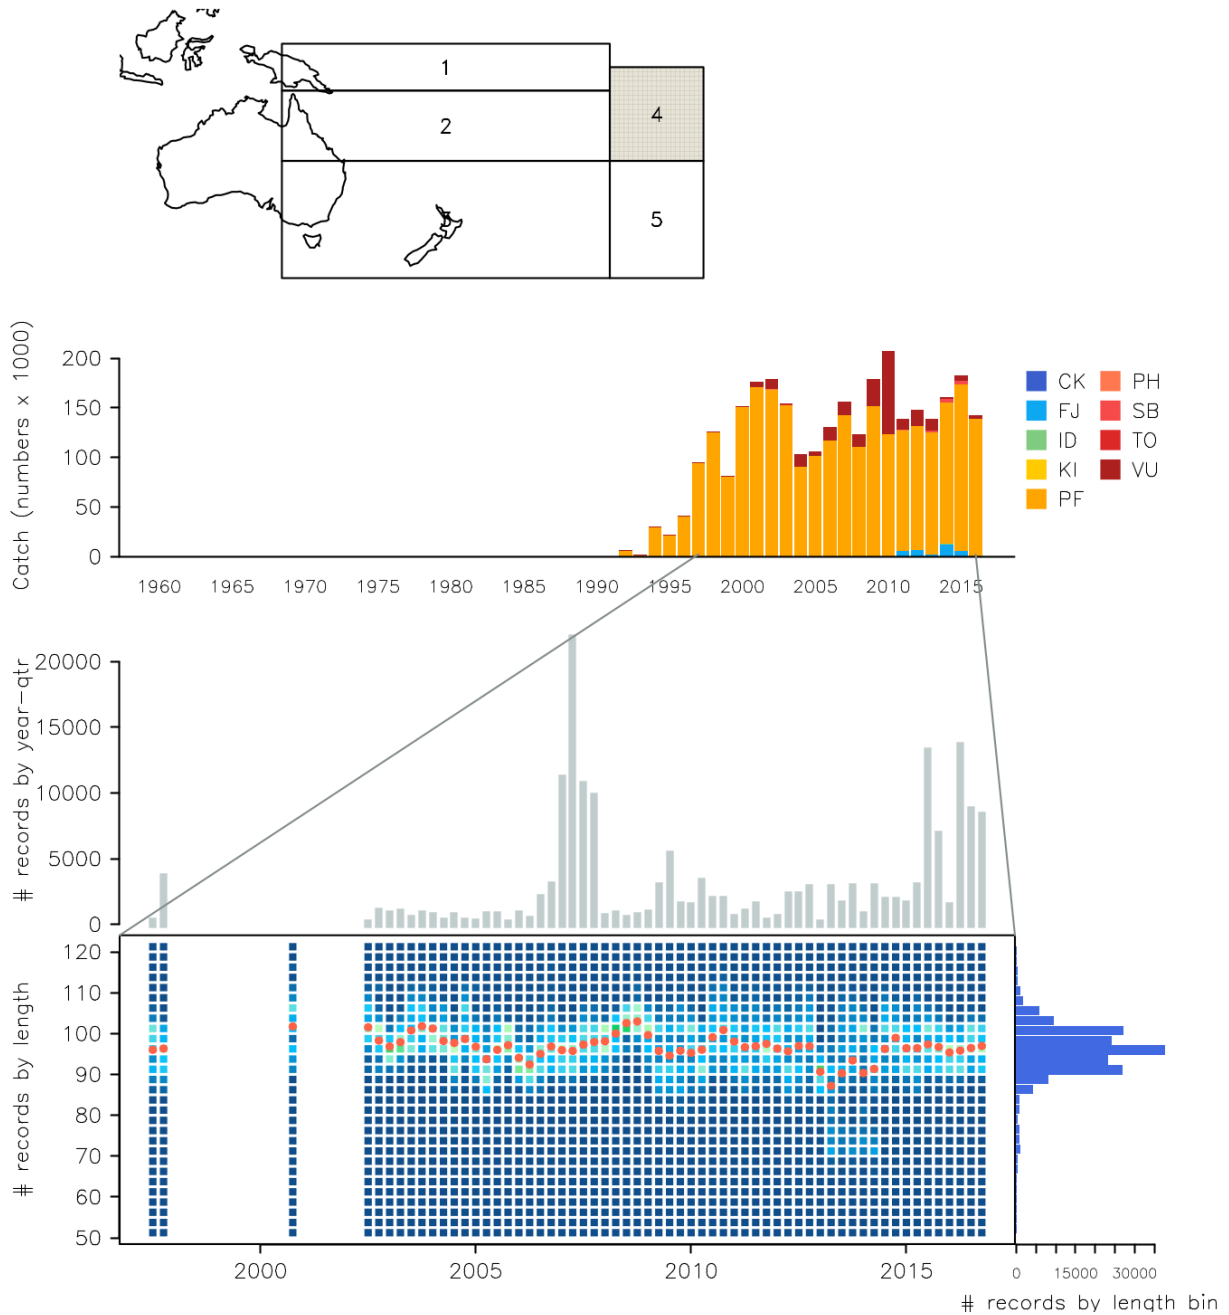 1
4
2
3
5
Catch (numbers x 1000)
200
150
100
50
0
1960 1965 1970 1975 1980 1985 1990 1995 2000 2005 2010 2015
CK PH
FJ SB
ID TO
KI VU
PF
# records by year-qtr
20000
15000
10000
5000
0
# records by length
120
110
100
90
80
70
60
50
2000 2005 2010 2015
0 15000 30000
# records by length bin